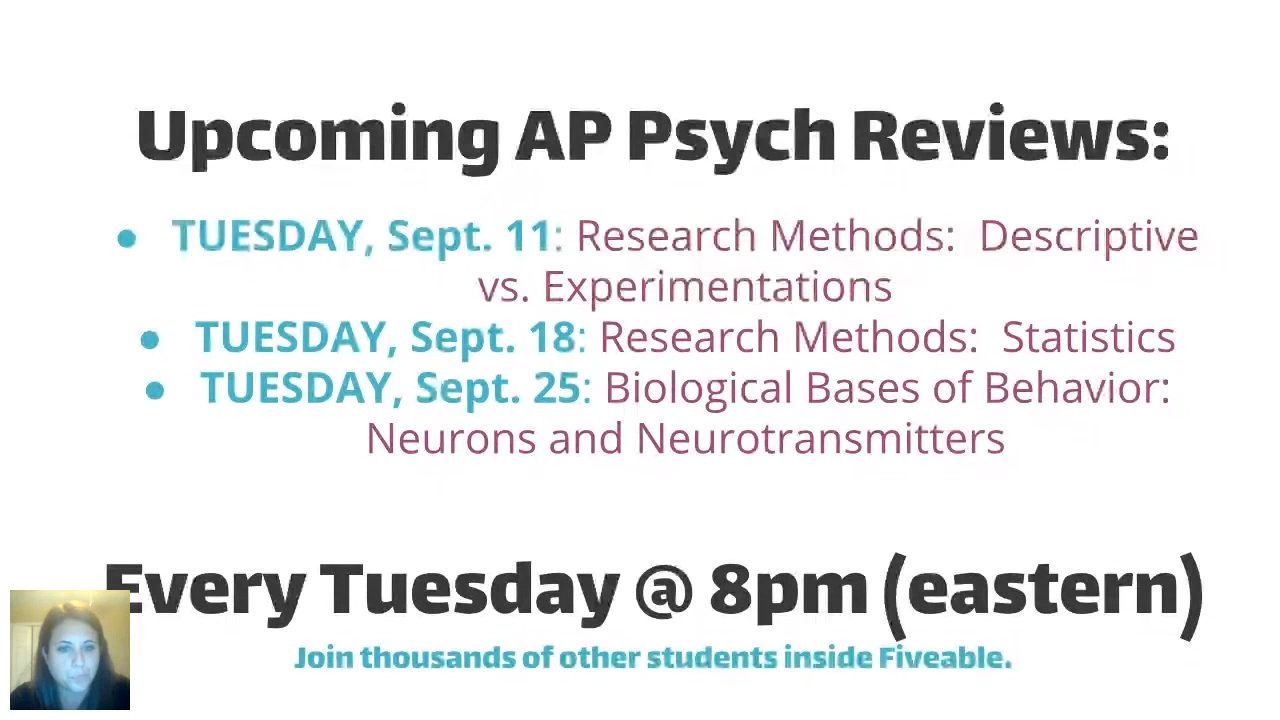 Upcoming AP Psych Reviews:
● TUESDAY, Sept. 11: Research Methods: Descriptive
vs. Experimentations
● TUESDAY, Sept. 18: Research Methods: Statistics
● TUESDAY, Sept. 25: Biological Bases of Behavior:
Neurons and Neurotransmitters
Every Tuesday @ 8pm (eastern)
Join thousands of other students inside Fiveable.